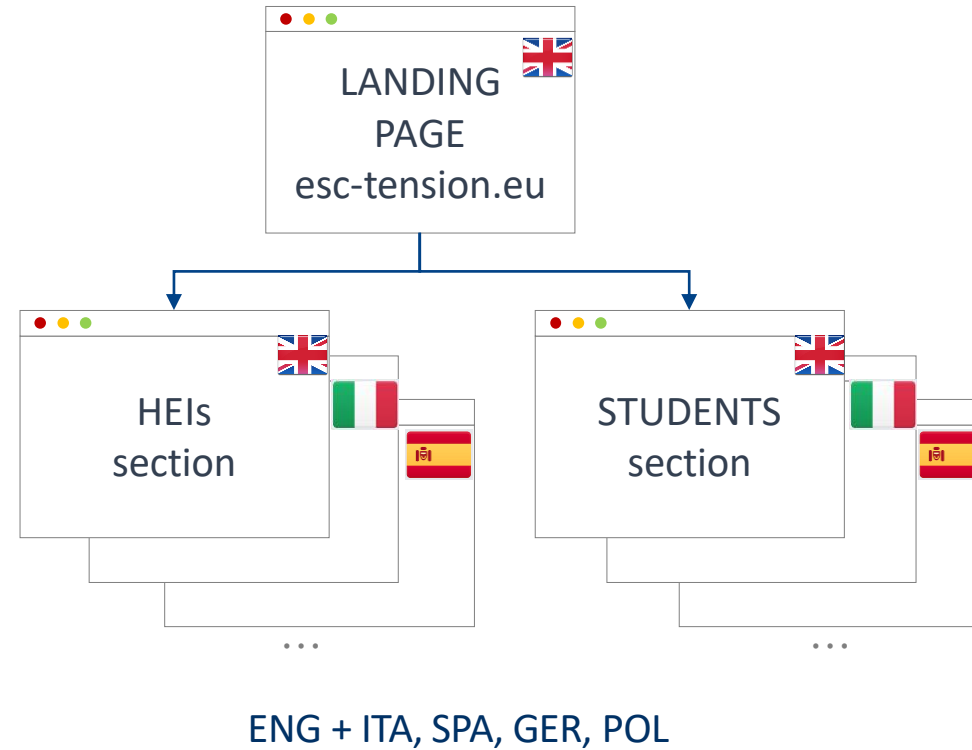 LANDING
PAGE
esc-tension.eu
HEIs
section
STUDENTS
section
...
...
ENG + ITA, SPA, GER, POL